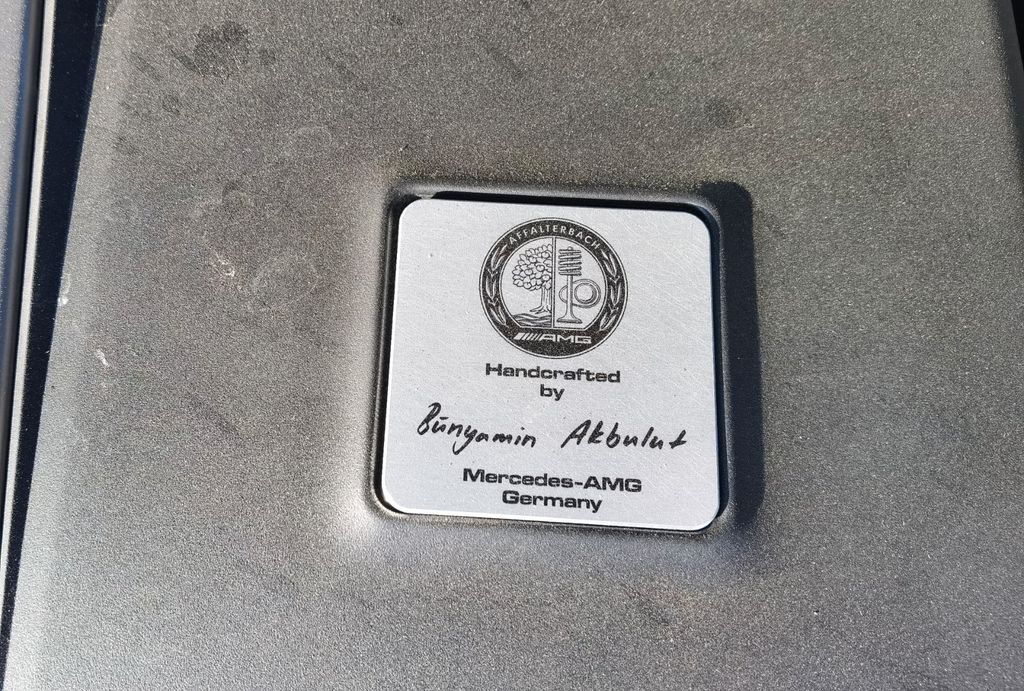 AFFALTERBACH
AMG
Handcrafted
by
Bünyamin Akbulut
Mercedes-AMG
Germany